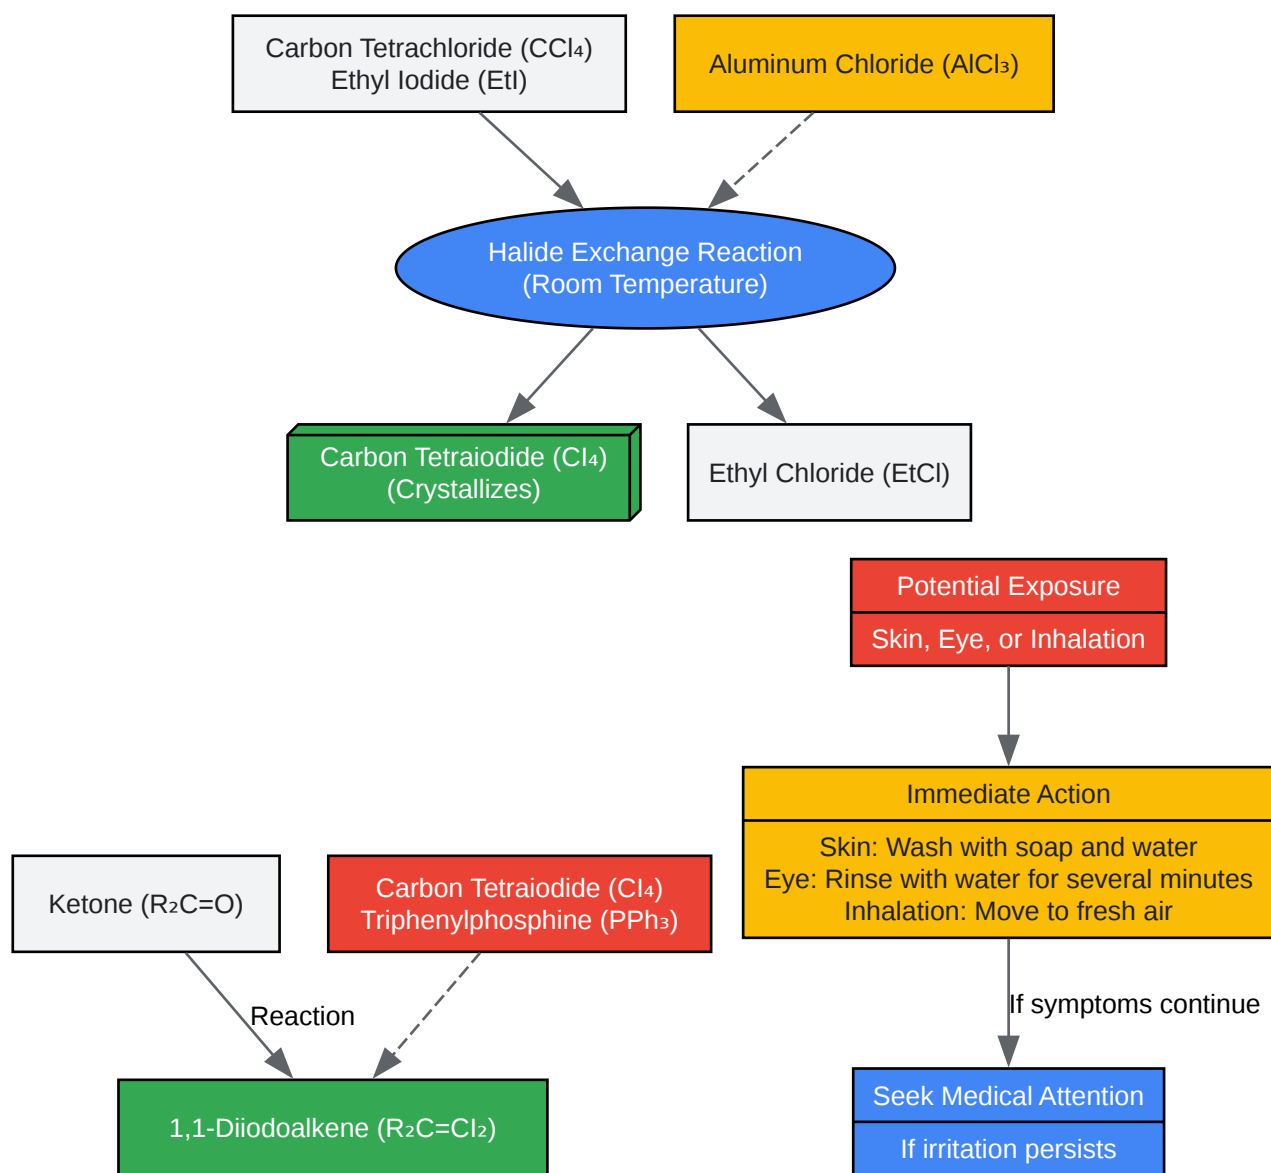 Carbon Tetrachloride (CCl₄)
Ethyl Iodide (EtI)
Aluminum Chloride (AlCl₃)
Halide Exchange Reaction
(Room Temperature)
Carbon Tetraiodide (CI₄)
(Crystallizes)
Ethyl Chloride (EtCl)
Potential Exposure
Skin, Eye, or Inhalation
Immediate Action
Skin: Wash with soap and water
Eye: Rinse with water for several minutes
Inhalation: Move to fresh air
If symptoms continue
Seek Medical Attention
If irritation persists
Ketone (R₂C=O)
Carbon Tetraiodide (CI₄)
Triphenylphosphine (PPh₃)
Reaction
1,1-Diiodoalkene (R₂C=CI₂)